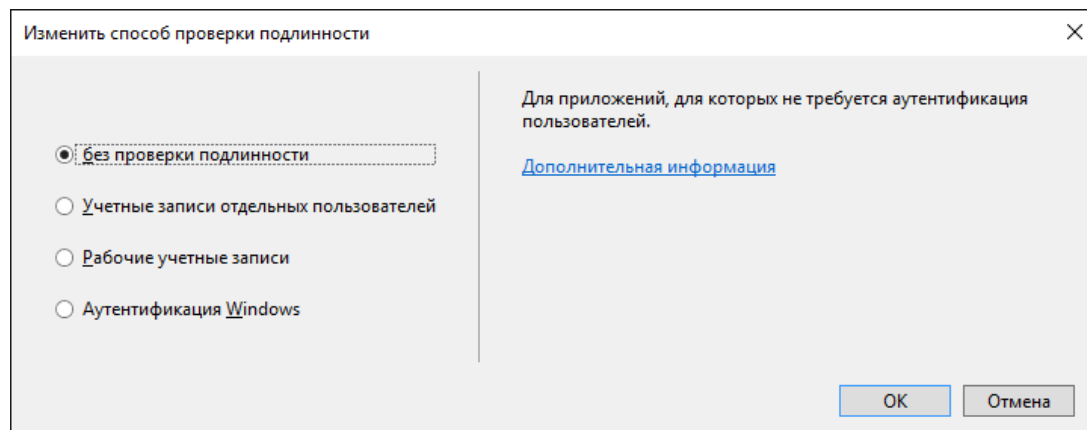 Изменить способ проверки подлинности
без проверки подлинности
Учетные записи отдельных пользователей
Рабочие учетные записи
Аутентификация Windows
Для приложений, для которых не требуется аутентификация
пользователей.
Дополнительная информация
ОК
Отмена